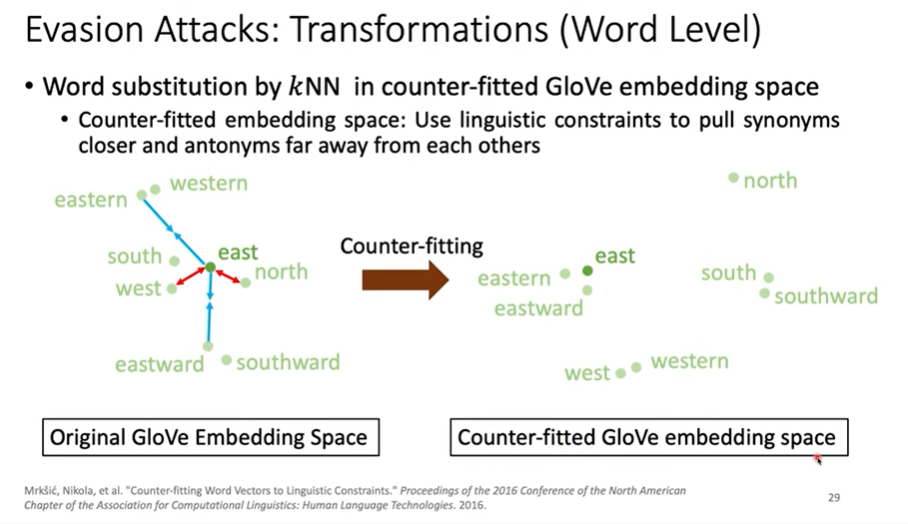 Evasion Attacks: Transformations (Word Level)
• Word substitution by kNN in counter-fitted GloVe embedding space
• Counter-fitted embedding space: Use linguistic constraints to pull synonyms
closer and antonyms far away from each others
western
eastern
south
east
north
west
eastward
southward
Counter-fitting
north
east
eastern
eastward
south
southward
west
western
Original GloVe Embedding Space
Counter-fitted GloVe embedding space
Mrkšić, Nikola, et al. "Counter-fitting Word Vectors to Linguistic Constraints." Proceedings of the 2016 Conference of the North American
Chapter of the Association for Computational Linguistics: Human Language Technologies. 2016.
29